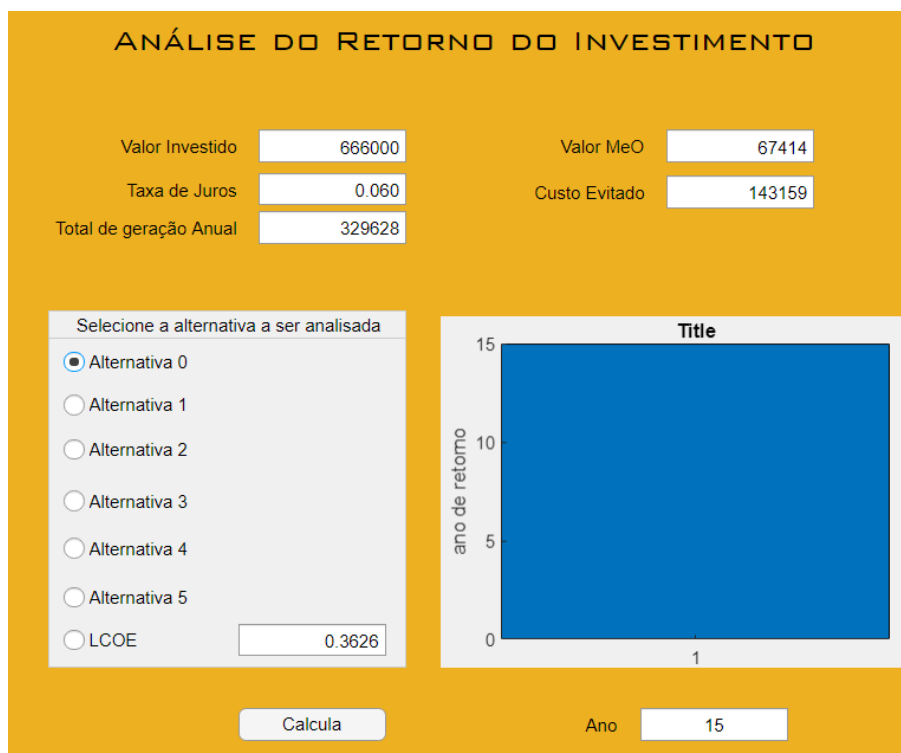 ANÁLISE DO RETORNO DO INVESTIMENTO
Valor Investido 666000
Valor MeO 67414
Taxa de Juros 0.060
Custo Evitado 143159
Total de geração Anual 329628
Selecione a alternativa a ser analisada
Alternativa 0
Alternativa 1
Alternativa 2
Alternativa 3
Alternativa 4
Alternativa 5
LCOE 0.3626
Title
15
10
5
0
ano de retorno
1
Calcula
Ano 15